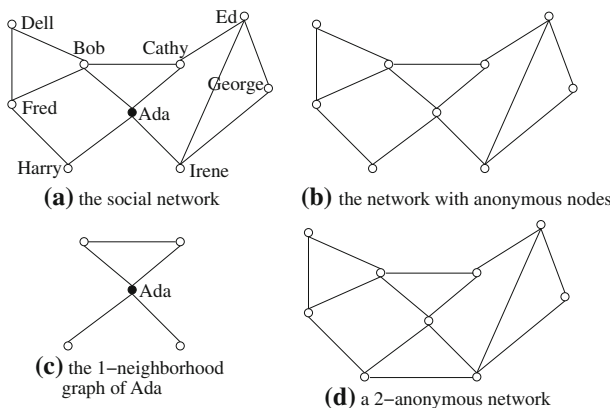 Ed
Dell
Bob
Cathy
George
Fred
Ada
Harry
Irene
(a) the social network
(b) the network with anonymous nodes
Ada
(c) the 1−neighborhood
graph of Ada
(d) a 2−anonymous network